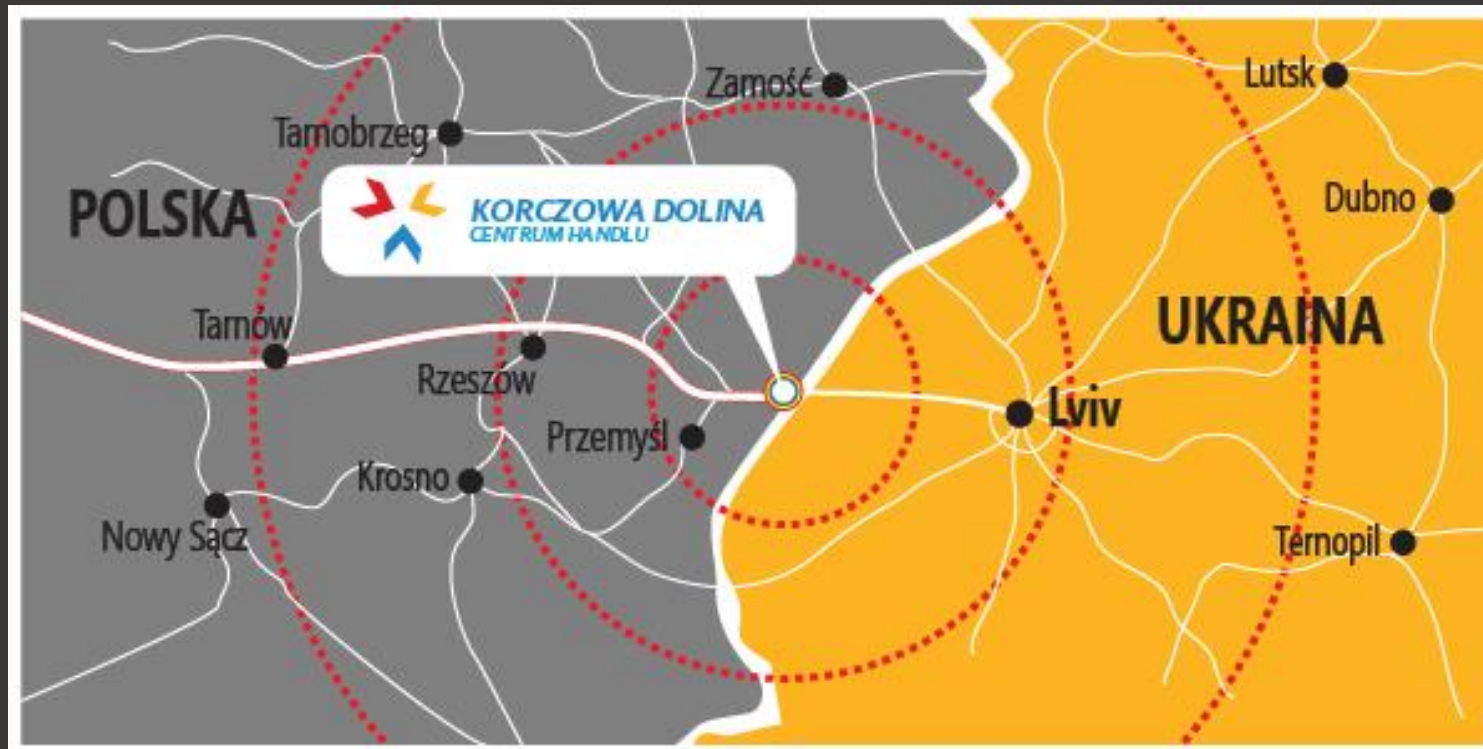 Zamość
Lutsk
Tarnobrzeg
POLSKA
KORCZOWA DOLINA
CENTRUM HANDLU
Dubno
Tarnów
UKRAINA
Rzeszów
Lviv
Przemyśl
Krosno
Nowy Sącz
Ternopil